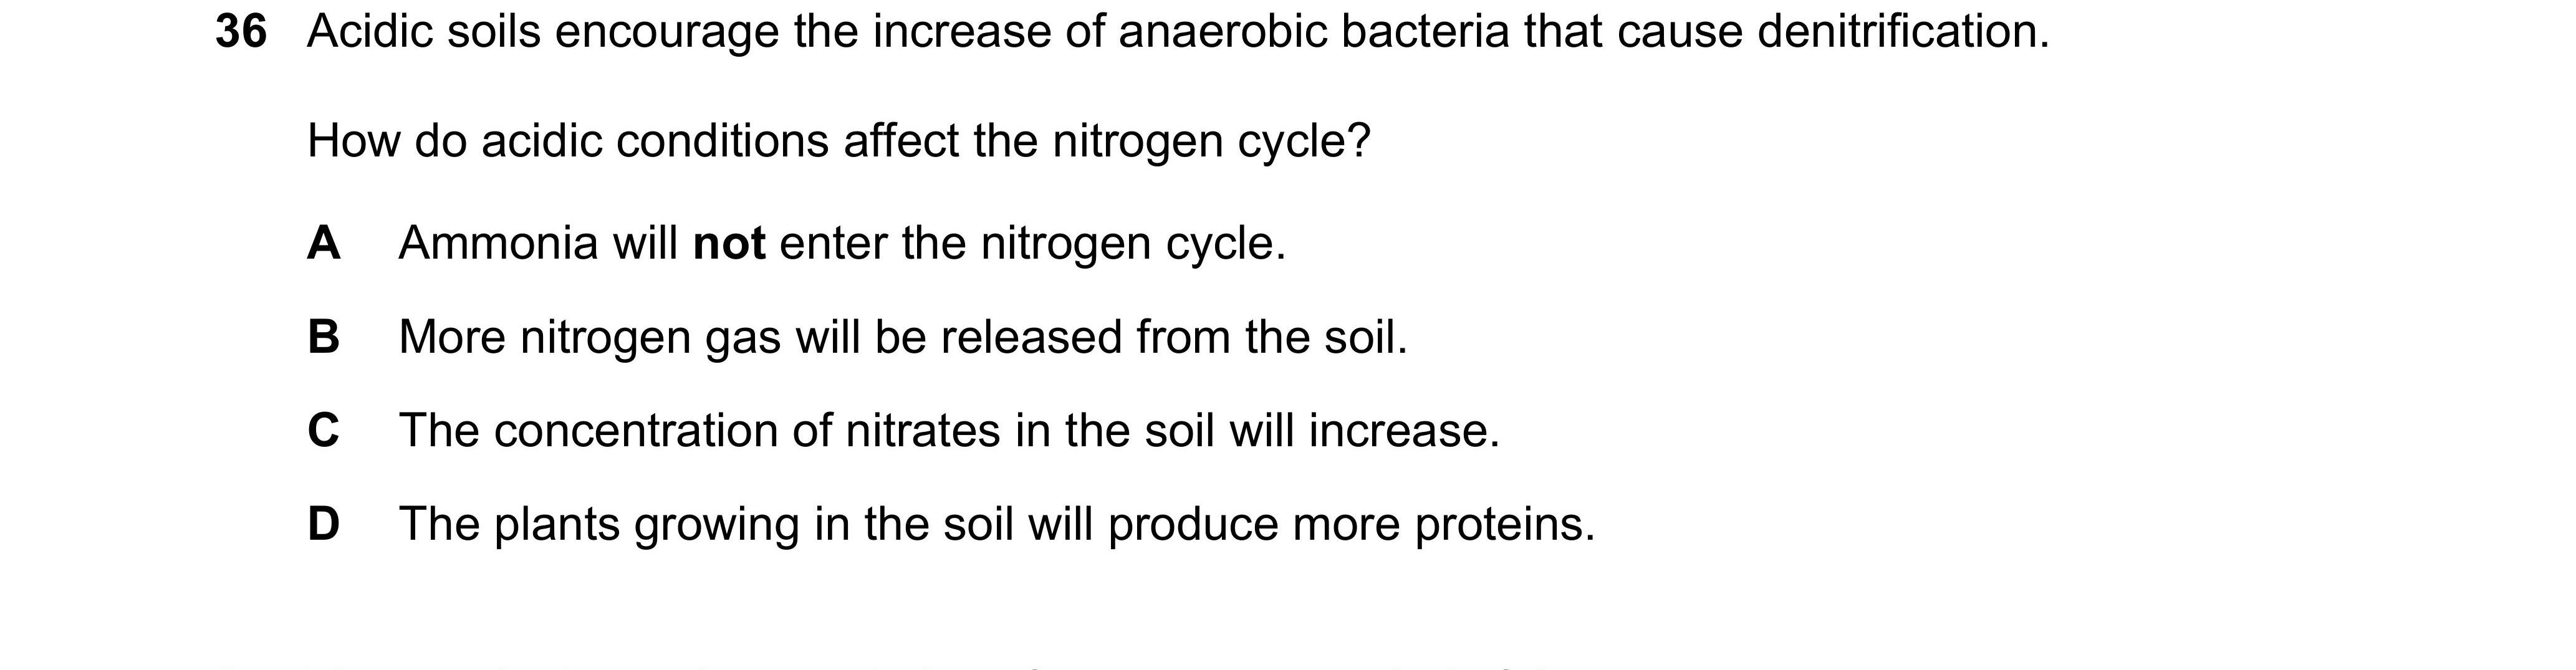 36 Acidic soils encourage the increase of anaerobic bacteria that cause denitrification.
How do acidic conditions affect the nitrogen cycle?
A Ammonia will not enter the nitrogen cycle.
B More nitrogen gas will be released from the soil.
C The concentration of nitrates in the soil will increase.
D The plants growing in the soil will produce more proteins.